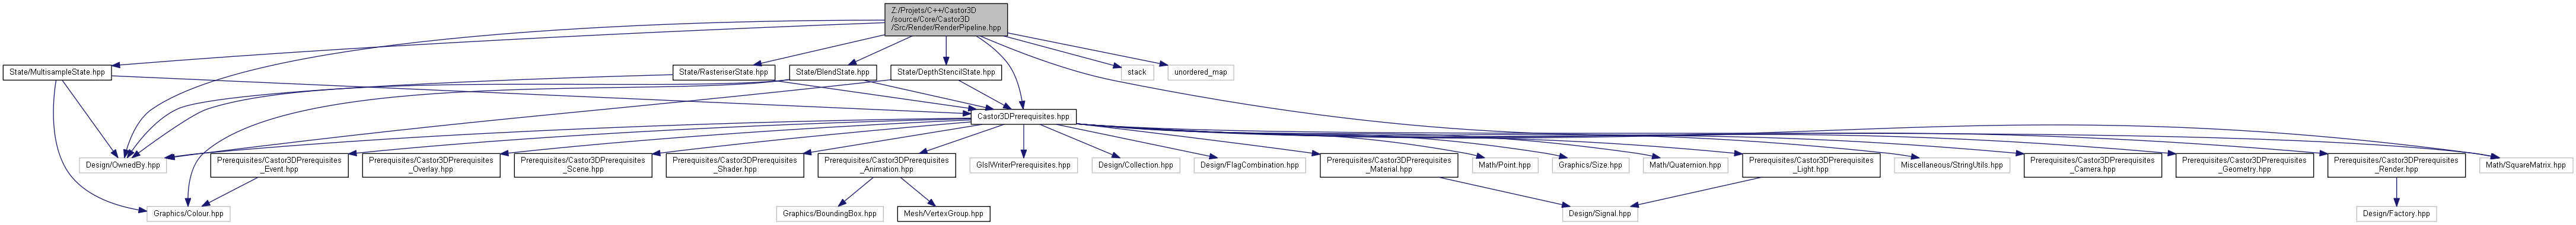 Z:/Projets/C++/Castor3D
/source/Core/Castor3D
/Src/Render/RenderPipeline.hpp
State/MultisampleState.hpp
State/RasteriserState.hpp
State/BlendState.hpp
State/DepthStencilState.hpp
stack
unordered_map
Castor3DPrerequisites.hpp
Design/OwnedBy.hpp
Prerequisites/Castor3DPrerequisites
_Event.hpp
Prerequisites/Castor3DPrerequisites
_Overlay.hpp
Prerequisites/Castor3DPrerequisites
_Scene.hpp
Prerequisites/Castor3DPrerequisites
_Shader.hpp
Prerequisites/Castor3DPrerequisites
_Animation.hpp
GlslWriterPrerequisites.hpp
Design/Collection.hpp
Design/FlagCombination.hpp
Prerequisites/Castor3DPrerequisites
_Material.hpp
Math/Point.hpp
Graphics/Size.hpp
Math/Quaternion.hpp
Prerequisites/Castor3DPrerequisites
_Light.hpp
Miscellaneous/StringUtils.hpp
Prerequisites/Castor3DPrerequisites
_Camera.hpp
Prerequisites/Castor3DPrerequisites
_Geometry.hpp
Prerequisites/Castor3DPrerequisites
_Render.hpp
Math/SquareMatrix.hpp
Graphics/Colour.hpp
Graphics/BoundingBox.hpp
Mesh/VertexGroup.hpp
Design/Signal.hpp
Design/Factory.hpp